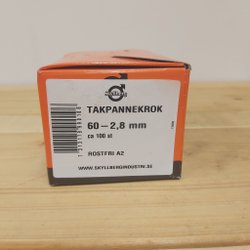 TAKPANNEKROK
60–2,8 mm
ca 100 st
ROSTFRI A2
WWW.SKYLLBERGINDUSTRI.SE